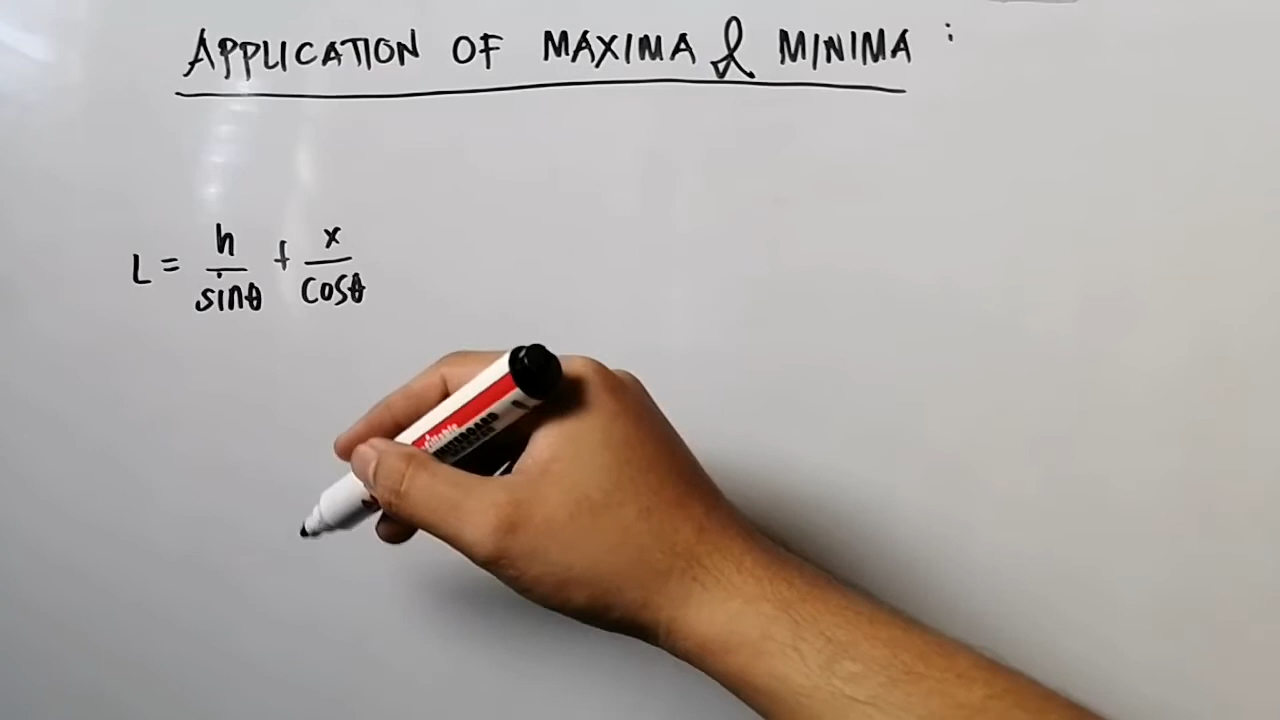 APPLICATION OF MAXIMA & MINIMA :
L = h/sinθ + x/cosθ